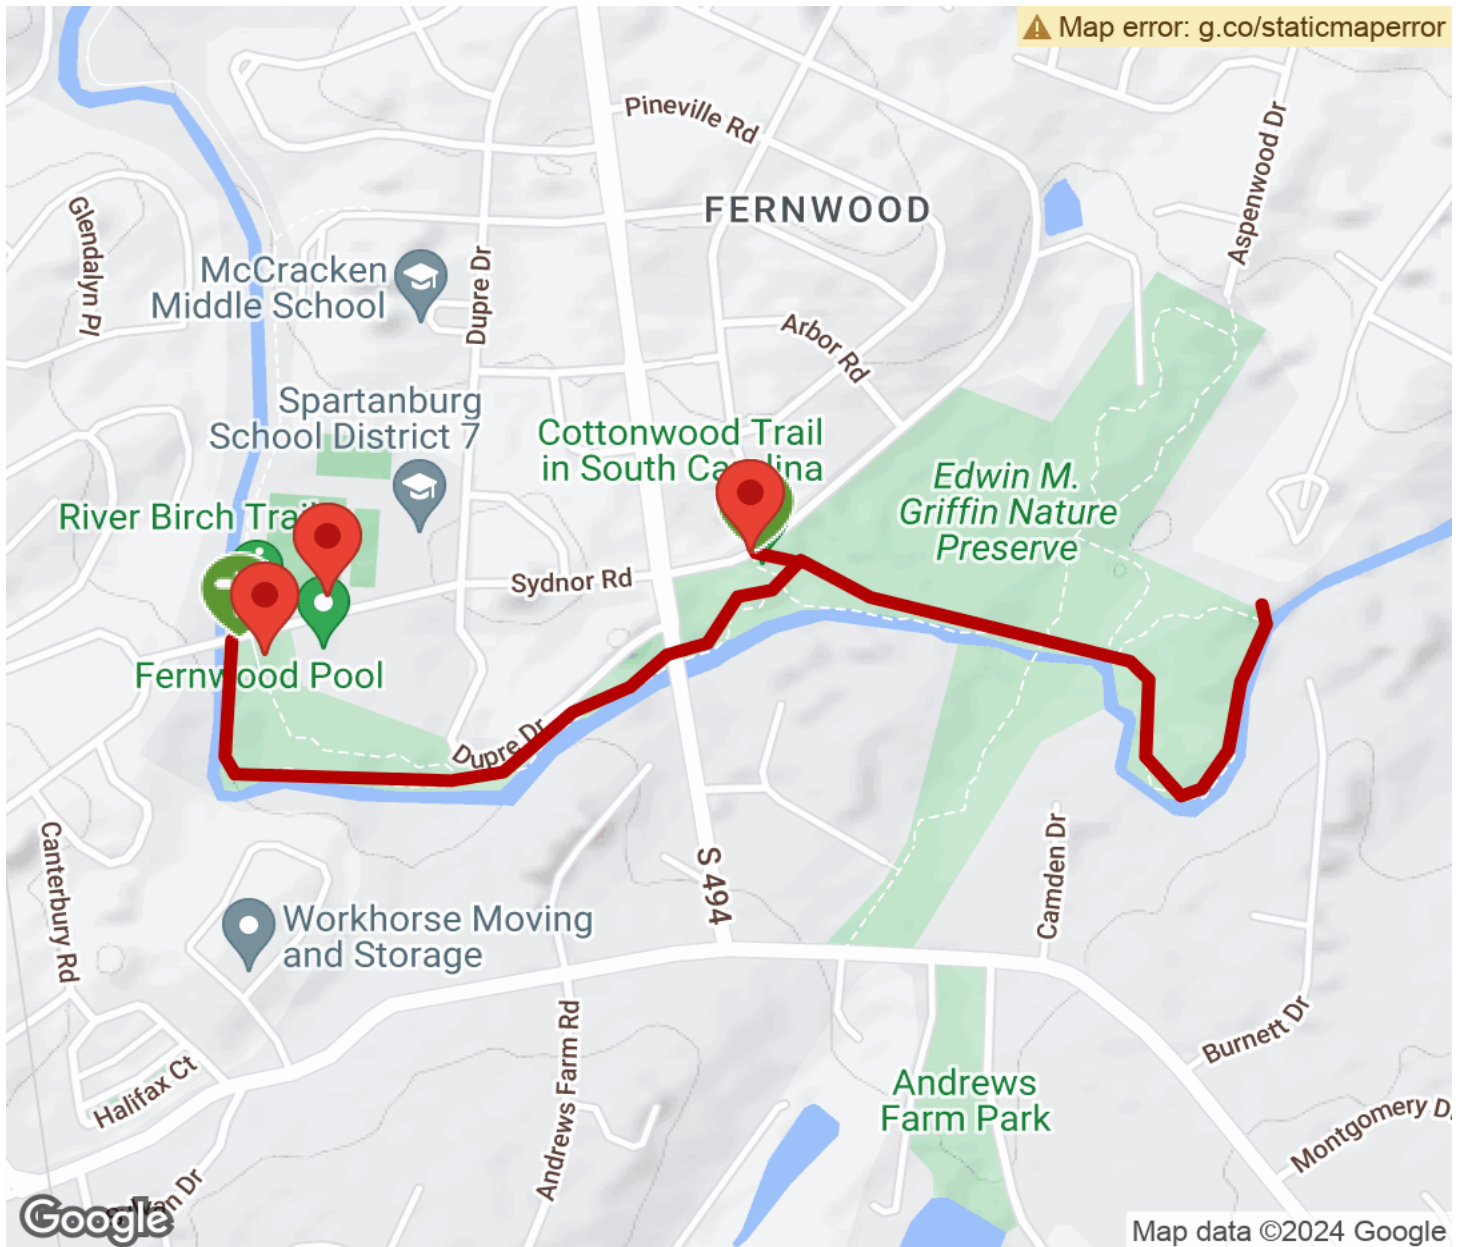 Map error: g.co/staticmaperror
Pineville Rd
Aspenwood Dr
FERNWOOD
Glendalyn Pl
McCracken
Middle School
Dupre Dr
Arbor Rd
Spartanburg
School District 7
Cottonwood Trail
in South Carolina
Edwin M.
Griffin Nature
Preserve
River Birch Trail
Sydnor Rd
Fernwood Pool
Dupre Dr
Canterbury Rd
S 494
Camden Dr
Workhorse Moving
and Storage
Andrews Farm Rd
Burnett Dr
Halifax Ct
Andrews
Farm Park
Montgomery D
Google
Map data ©2024 Google